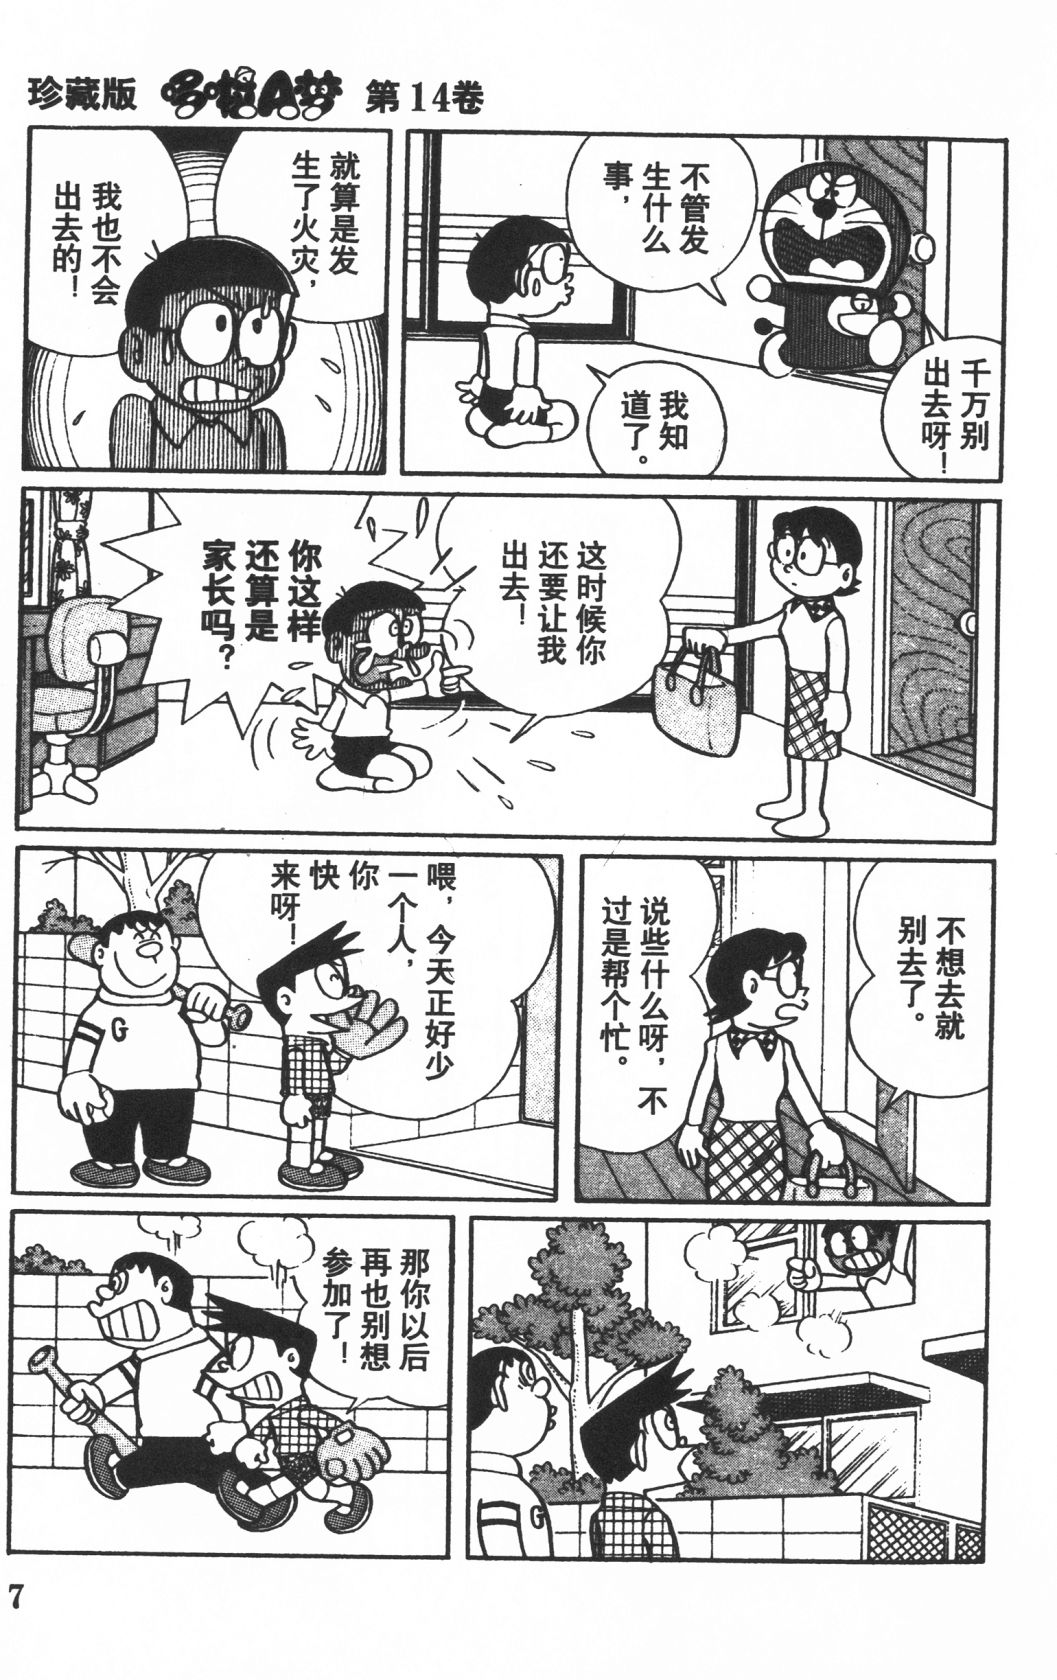 珍藏版 哆啦A梦 第14卷
不管发
生什么
事，
千万别
出去呀！
我知
道了。
就算是发
生了火灾，
我也不会
出去的！
这时候你
还要让我
出去！
你这样
还算是
家长吗？
不想去就
别去了。
说些什么呀，不
过是帮个忙。
喂，今天正好少
一个人，
你
快
来呀！
G
G
那你以后
再也别想
参加了！
G
7